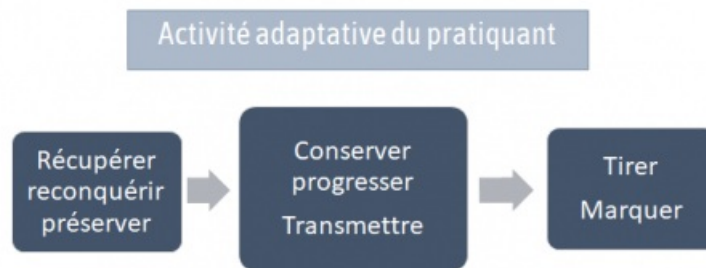 Activité adaptative du pratiquant
Récupérer
reconquérir
préserver
Conserver
progresser
Transmettre
Tirer
Marquer